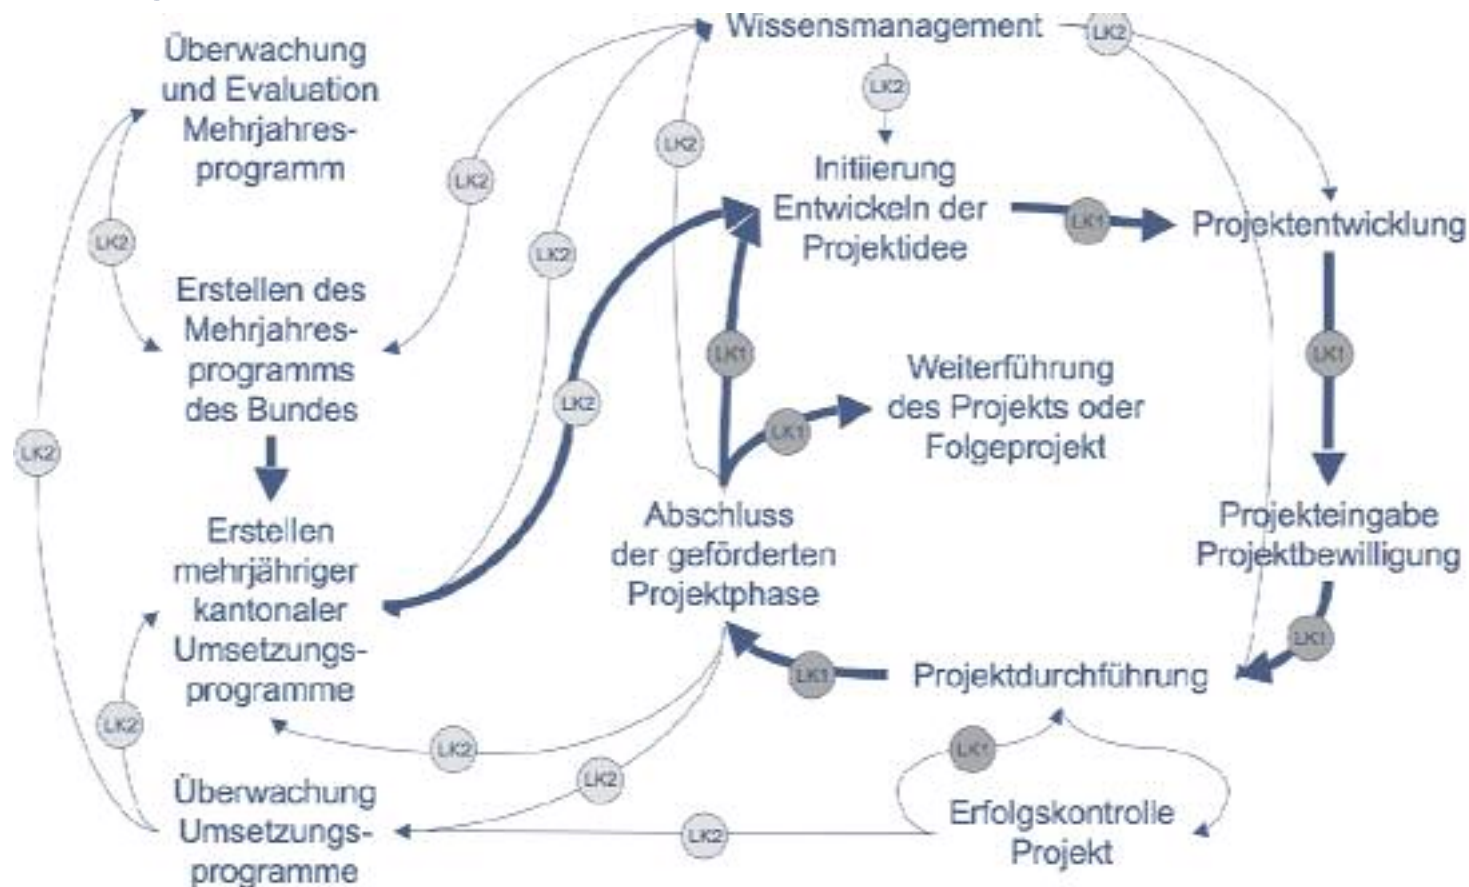 Wissensmanagement
LK2
LK2
Überwachung
und Evaluation
Mehrjahres-
programm
LK2
LK2
LK2
LK2
Initiierung
Entwickeln der
Projektidee
LK1
Projektentwicklung
Erstellen des
Mehrjahres-
programms
des Bundes
LK1
LK1
LK2
LK1
Weiterführung
des Projekts oder
Folgeprojekt
LK2
Erstellen
mehrjähriger
kantonaler
Umsetzungs-
programme
Abschluss
der geförderten
Projektphase
Projekteingabe
Projektbewilligung
LK1
LK1
Projektdurchführung
LK2
LK2
LK1
LK2
Überwachung
Umsetzungs-
programme
LK2
Erfolgskontrolle
Projekt